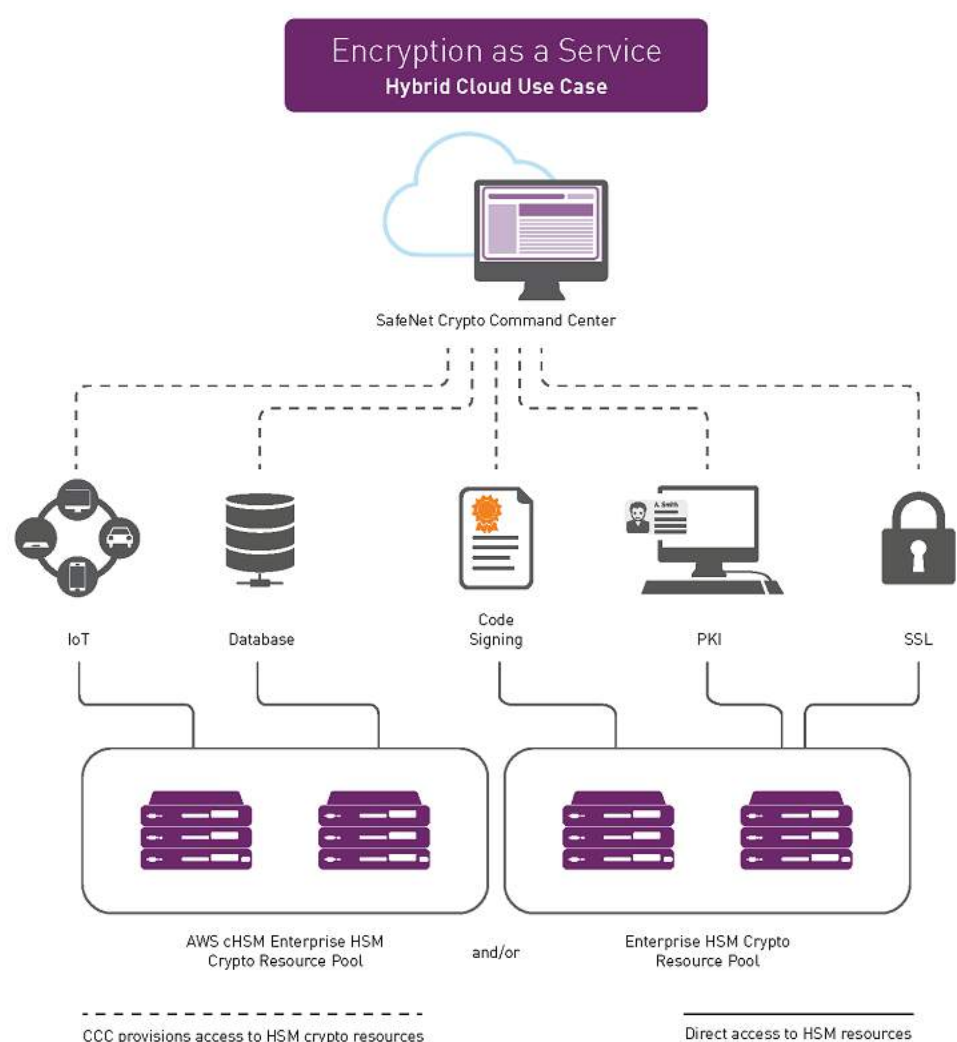 Encryption as a Service
Hybrid Cloud Use Case
SafeNet Crypto Command Center
A. Smith
IoT
Database
Code
Signing
PKI
SSL
AWS cHSM Enterprise HSM
Crypto Resource Pool
and/or
Enterprise HSM Crypto
Resource Pool
CCC provisions access to HSM crypto resources
Direct access to HSM resources